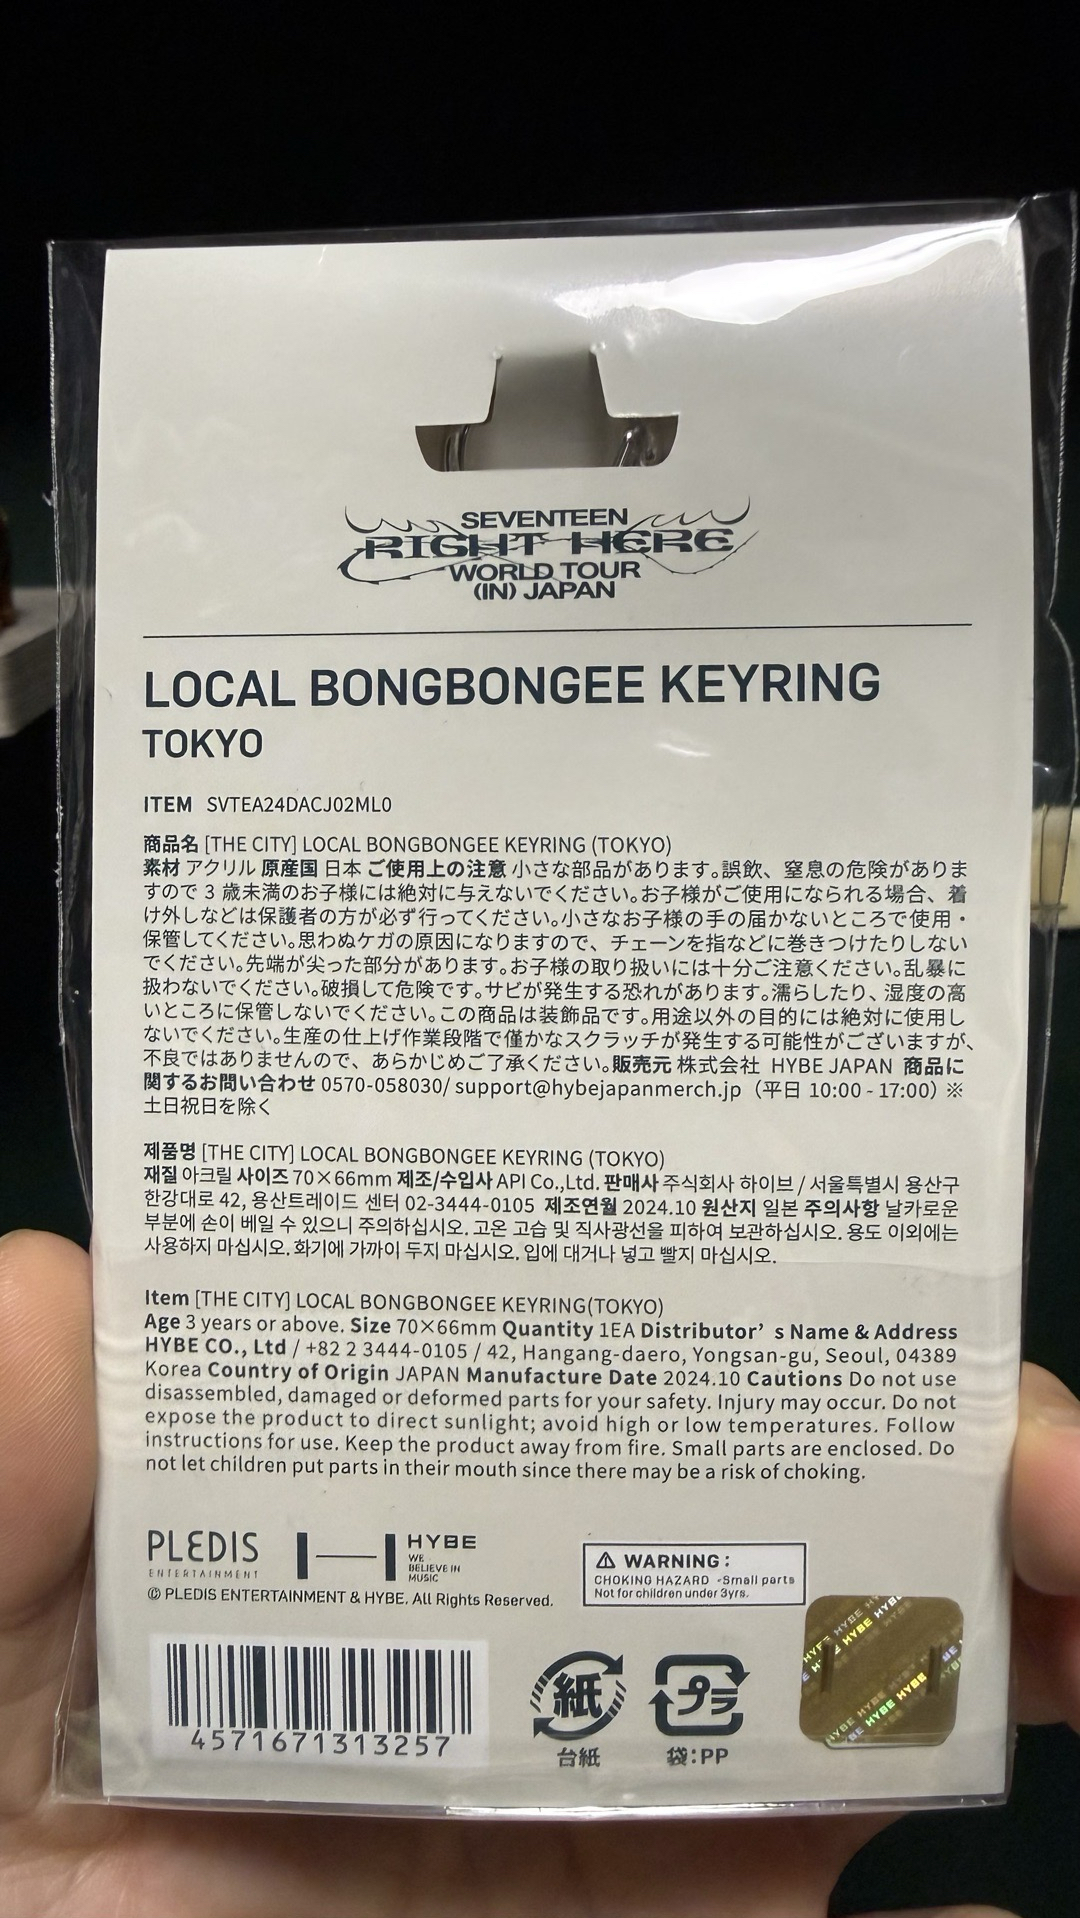 SEVENTEEN
RIGHT HERE
WORLD TOUR
(IN) JAPAN
LOCAL BONGBONGEE KEYRING
TOKYO
ITEM SVTEA24DACJ02ML0
商品名 [THE CITY] LOCAL BONGBONGEE KEYRING (TOKYO)
素材 アクリル 原産国 日本 ご使用上の注意 小さな部品があります。誤飲、窒息の危険がありま
すので 3 歳未満のお子様には絶対に与えないでください。お子様がご使用になられる場合、着
け外しなどは保護者の方が必ず行ってください。小さなお子様の手の届かないところで使用・
保管してください。思わぬケガの原因になりますので、チェーンを指などに巻きつけたりしない
でください。先端が尖った部分があります。お子様の取り扱いには十分ご注意ください。乱暴に
扱わないでください。破損して危険です。サビが発生する恐れがあります。濡らしたり、湿度の高
いところに保管しないでください。この商品は装飾品です。用途以外の目的には絶対に使用し
ないでください。生産の仕上げ作業段階で僅かなスクラッチが発生する可能性がございますが、
不良ではありませんので、あらかじめご了承ください。販売元 株式会社 HYBE JAPAN 商品に
関するお問い合わせ 0570-058030/ support@hybejapanmerch.jp (平日 10:00 - 17:00) ※
土日祝日を除く
제품명 [THE CITY] LOCAL BONGBONGEE KEYRING (TOKYO)
재질 아크릴 사이즈 70×66mm 제조/수입사 API Co.,Ltd. 판매사 주식회사 하이브 / 서울특별시 용산구
한강대로 42, 용산트레이드 센터 02-3444-0105 제조연월 2024.10 원산지 일본 주의사항 날카로운
부분에 손이 베일 수 있으니 주의하십시오. 고온 고습 및 직사광선을 피하여 보관하십시오. 용도 이외에는
사용하지 마십시오. 화기에 가까이 두지 마십시오. 입에 대거나 넣고 빨지 마십시오.
Item [THE CITY] LOCAL BONGBONGEE KEYRING(TOKYO)
Age 3 years or above. Size 70×66mm Quantity 1EA Distributor’s Name & Address
HYBE CO., Ltd / +82 2 3444-0105 / 42, Hangang-daero, Yongsan-gu, Seoul, 04389
Korea Country of Origin JAPAN Manufacture Date 2024.10 Cautions Do not use
disassembled, damaged or deformed parts for your safety. Injury may occur. Do not
expose the product to direct sunlight; avoid high or low temperatures. Follow
instructions for use. Keep the product away from fire. Small parts are enclosed. Do
not let children put parts in their mouth since there may be a risk of choking.
PLEDIS
ENTERTAINMENT
HYBE
WE
BELIEVE IN
MUSIC
© PLEDIS ENTERTAINMENT & HYBE. All Rights Reserved.
WARNING:
CHOKING HAZARD -Small parts
Not for children under 3yrs.
4571671313257
紙
台紙
プラ
袋:PP
HYBE HYBE HYBE
HYBE HYBE HYBE